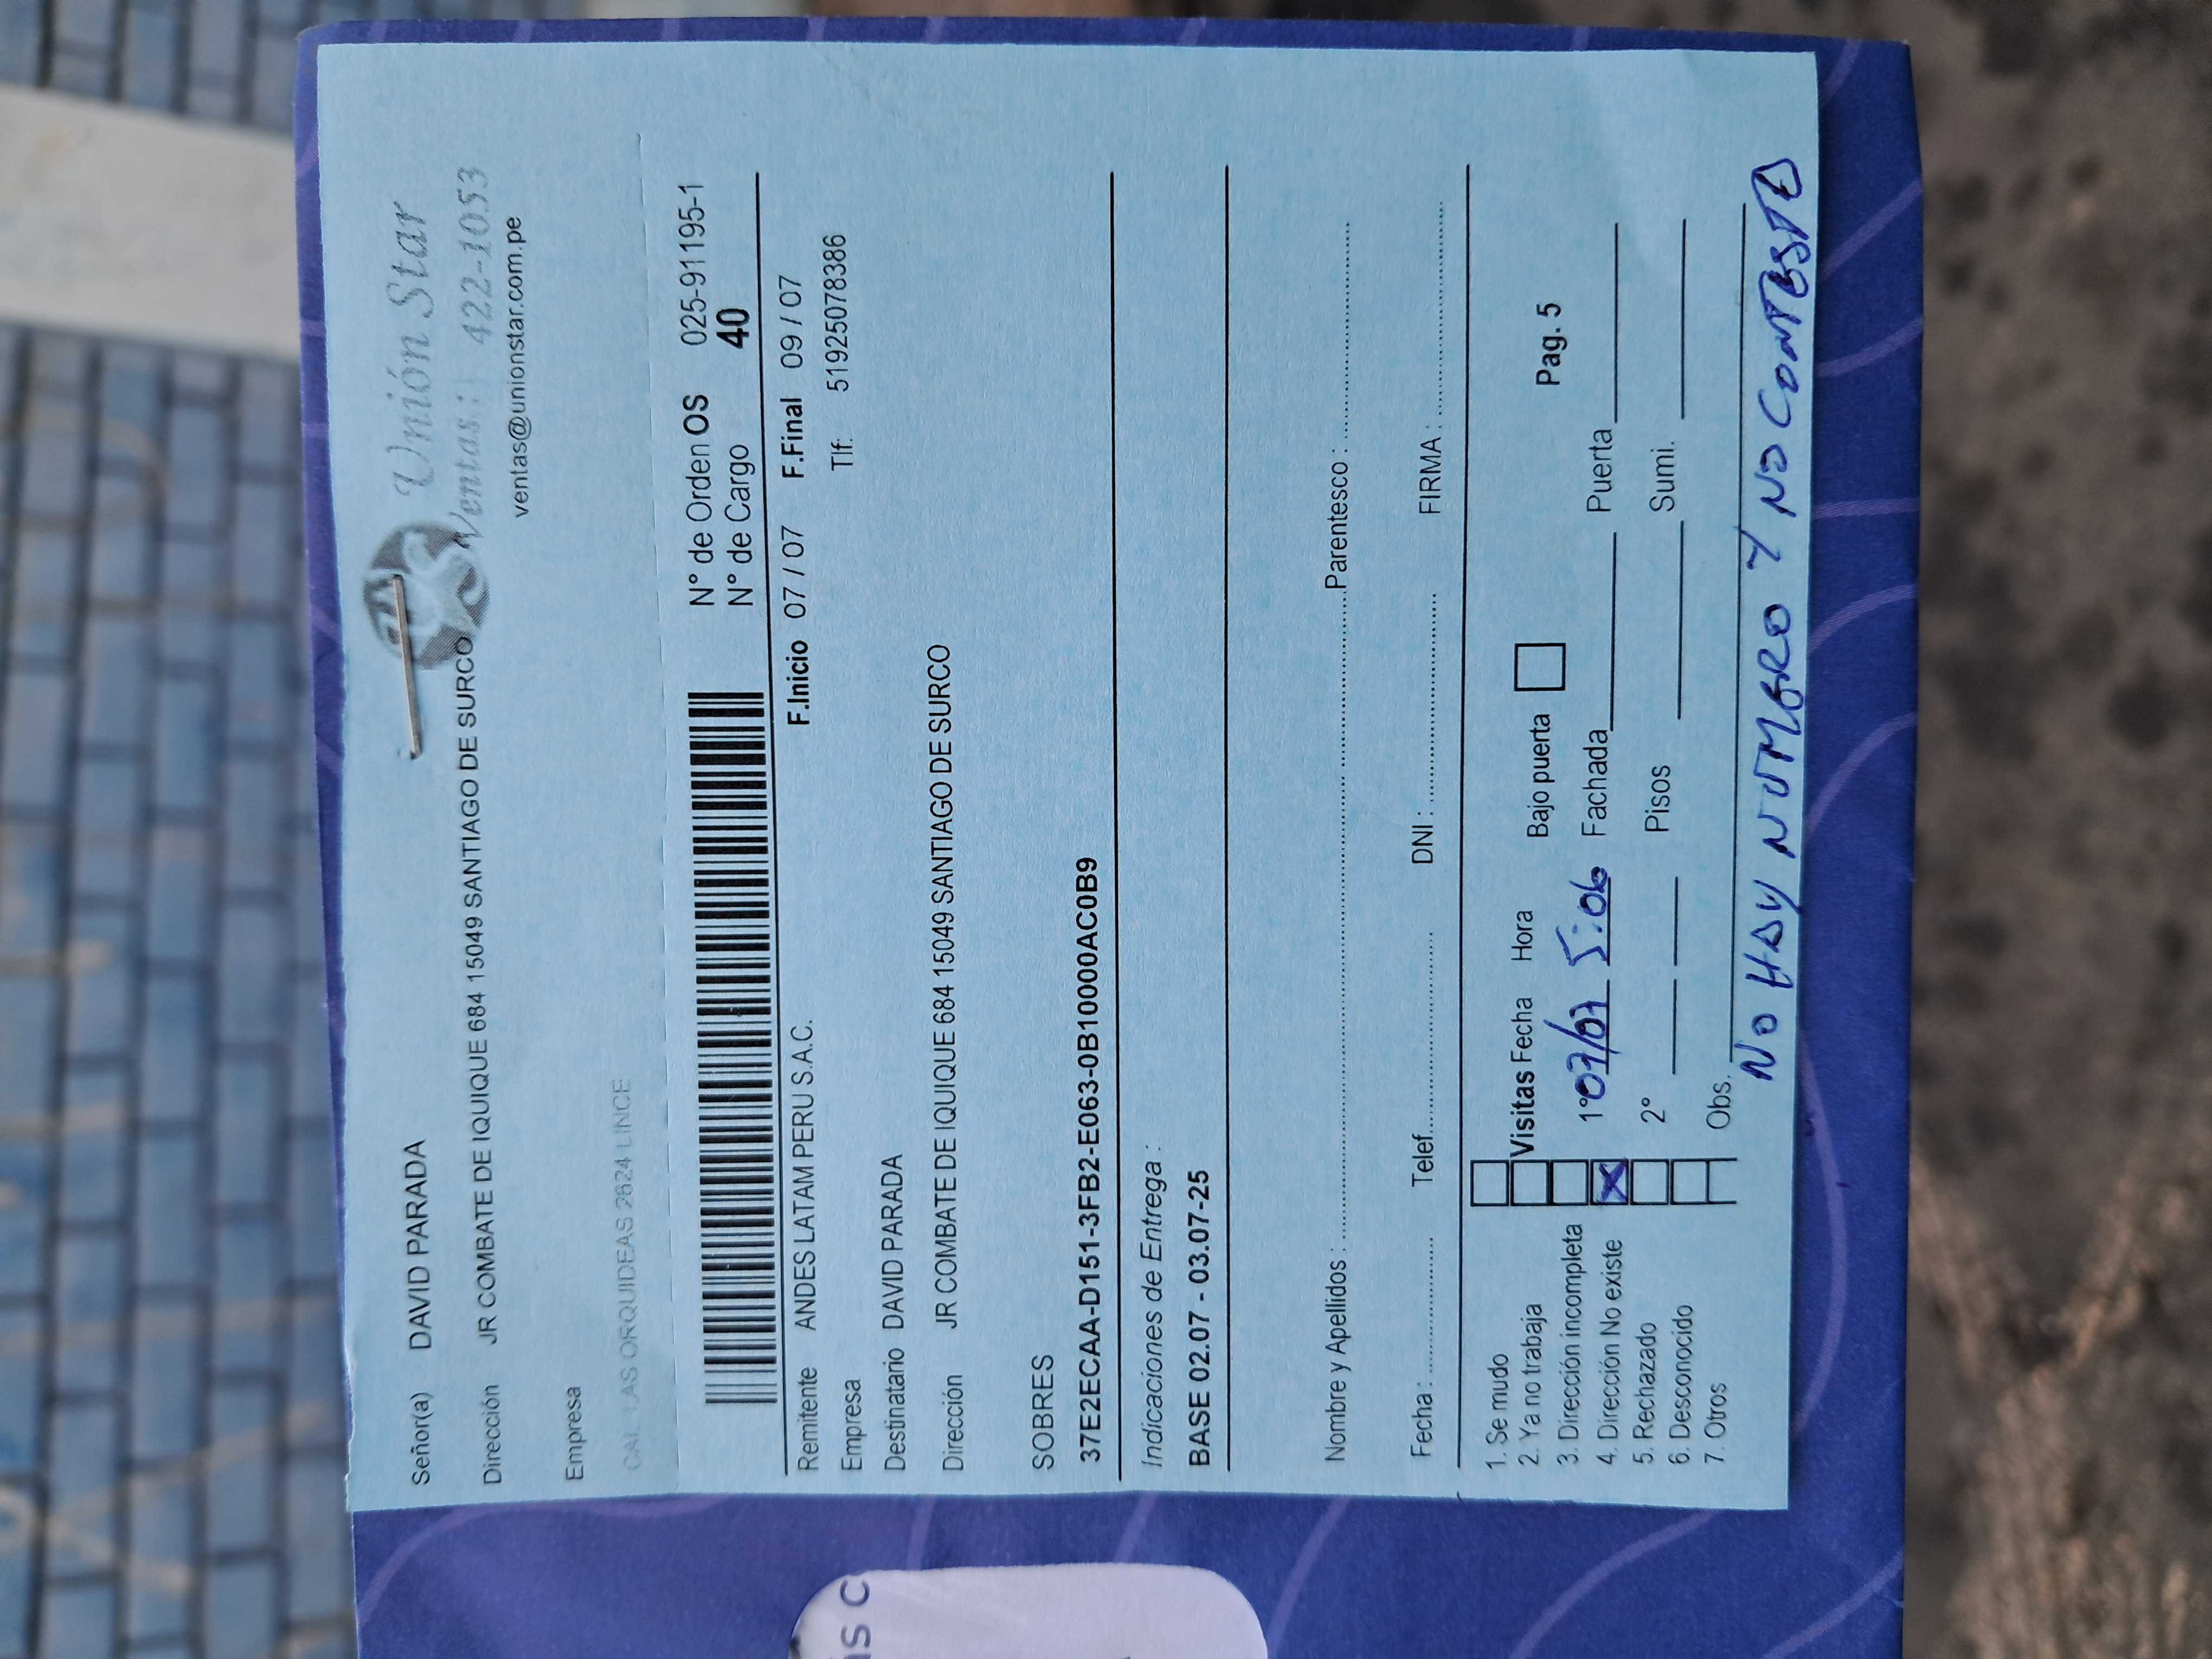 Señor(a) DAVID PARADA
Unión Star
Ventas: 422-1053
Dirección JR COMBATE DE IQUIQUE 684 15049 SANTIAGO DE SURCO
ventas@unionstar.com.pe
Empresa
CAL. LAS ORQUIDEAS 2624 LINCE
N° de Orden OS 025-91195-1
N° de Cargo 40
F.Inicio 07 / 07 F.Final 09 / 07
Remitente ANDES LATAM PERU S.A.C.
Tlf: 51925078386
Empresa
Destinatario DAVID PARADA
Dirección JR COMBATE DE IQUIQUE 684 15049 SANTIAGO DE SURCO
SOBRES
37E2ECAA-D151-3FB2-E063-0B10000AC0B9
Indicaciones de Entrega :
BASE 02.07 - 03.07-25
Nombre y Apellidos : Parentesco :
Fecha : Telef. DNI : FIRMA :
1. Se mudo
2. Ya no trabaja Visitas Fecha Hora Bajo puerta Pag. 5
3. Dirección incompleta
4. Dirección No existe X 1° 07/07 5:06 Fachada Puerta
5. Rechazado
6. Desconocido 2° Pisos Sumi.
7. Otros Obs.
NO HAY NUMERO Y NO CONTESTA
as c